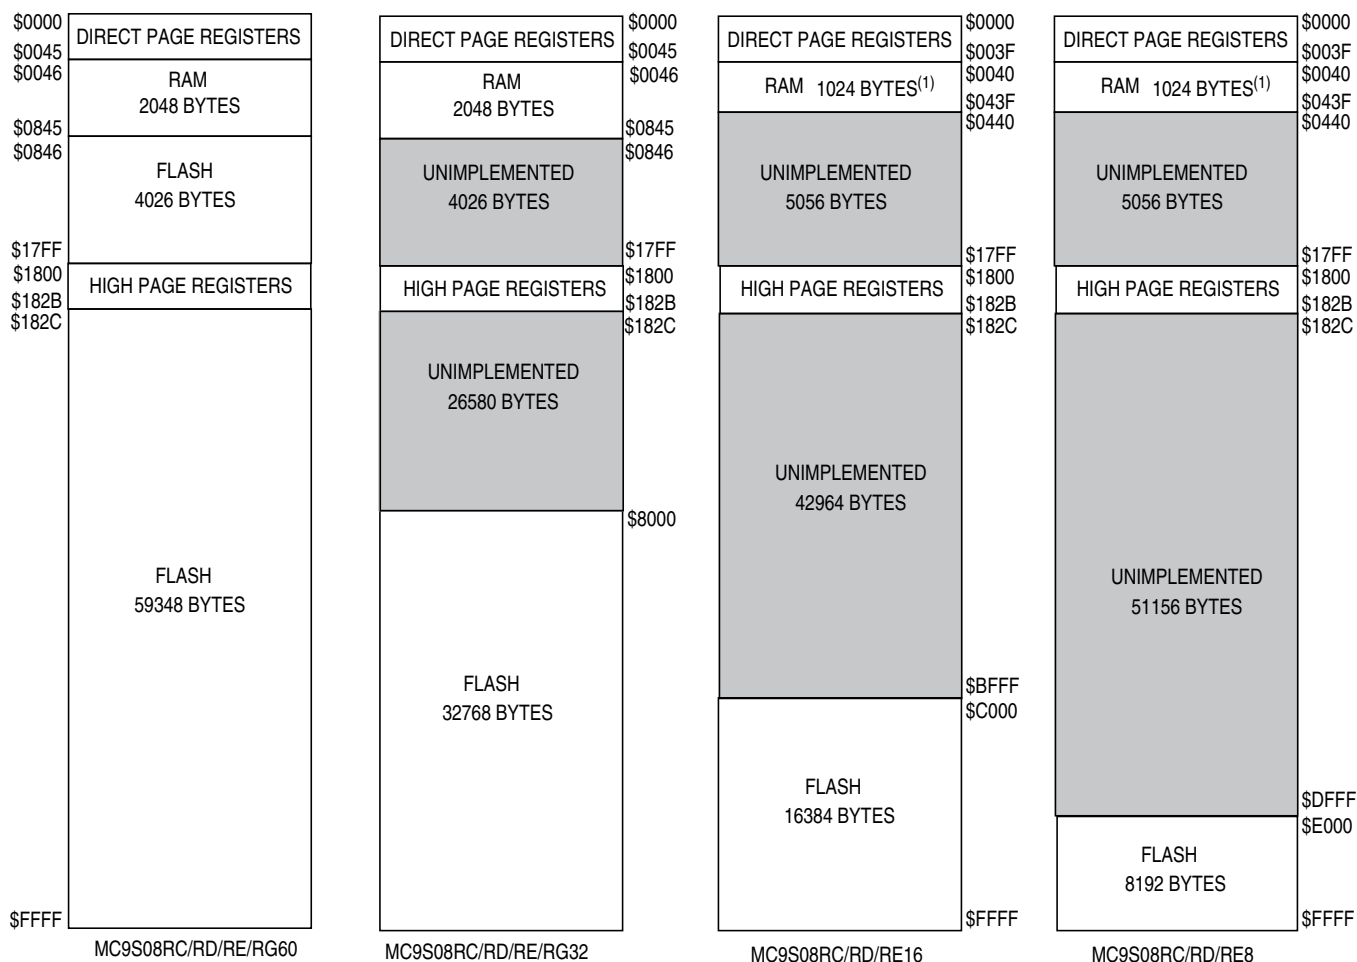 $0000
DIRECT PAGE REGISTERS
$0045
$0046
RAM
2048 BYTES
$0845
$0846
FLASH
4026 BYTES
$17FF
$1800
HIGH PAGE REGISTERS
$182B
$182C
FLASH
59348 BYTES
$FFFF
MC9S08RC/RD/RE/RG60
$0000
DIRECT PAGE REGISTERS
$0045
$0046
RAM
2048 BYTES
$0845
$0846
UNIMPLEMENTED
4026 BYTES
$17FF
$1800
HIGH PAGE REGISTERS
$182B
$182C
UNIMPLEMENTED
26580 BYTES
$8000
FLASH
32768 BYTES
MC9S08RC/RD/RE/RG32
$0000
DIRECT PAGE REGISTERS
$003F
$0040
RAM 1024 BYTES(1)
$043F
$0440
UNIMPLEMENTED
5056 BYTES
$17FF
$1800
HIGH PAGE REGISTERS
$182B
$182C
UNIMPLEMENTED
42964 BYTES
$BFFF
$C000
FLASH
16384 BYTES
$FFFF
MC9S08RC/RD/RE16
$0000
DIRECT PAGE REGISTERS
$003F
$0040
RAM 1024 BYTES(1)
$043F
$0440
UNIMPLEMENTED
5056 BYTES
$17FF
$1800
HIGH PAGE REGISTERS
$182B
$182C
UNIMPLEMENTED
51156 BYTES
$DFFF
$E000
FLASH
8192 BYTES
$FFFF
MC9S08RC/RD/RE8